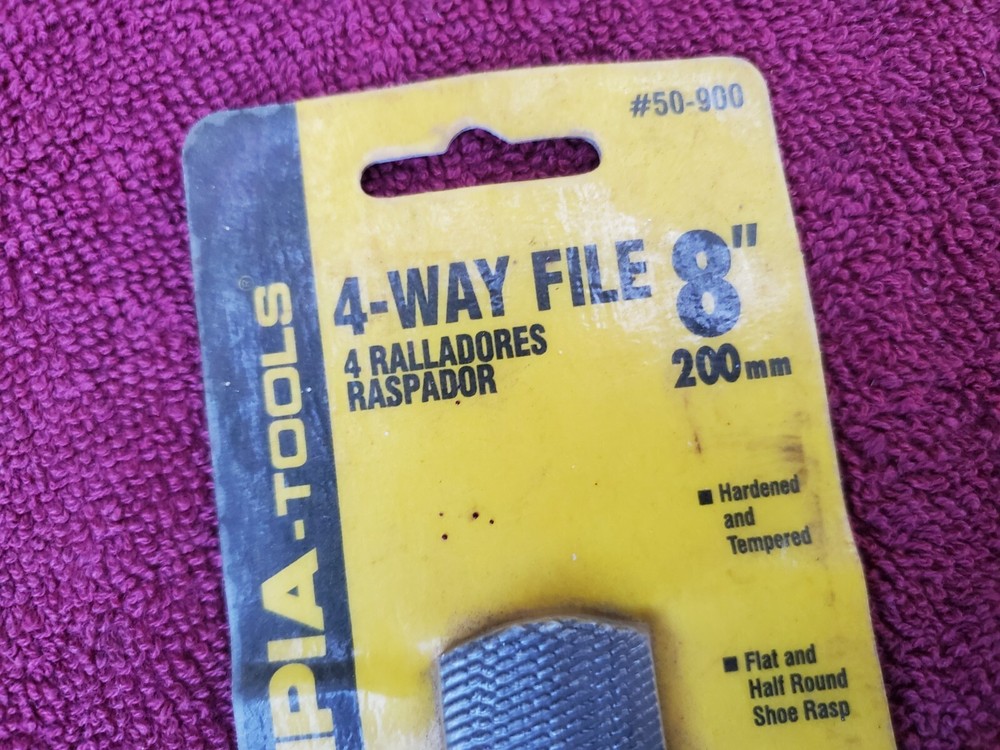 #50-900
4-WAY FILE 8"
4 RALLADORES
RASPADOR
200mm
■ Hardened
and
Tempered
■ Flat and
Half Round
Shoe Rasp
PIA-TOOLS